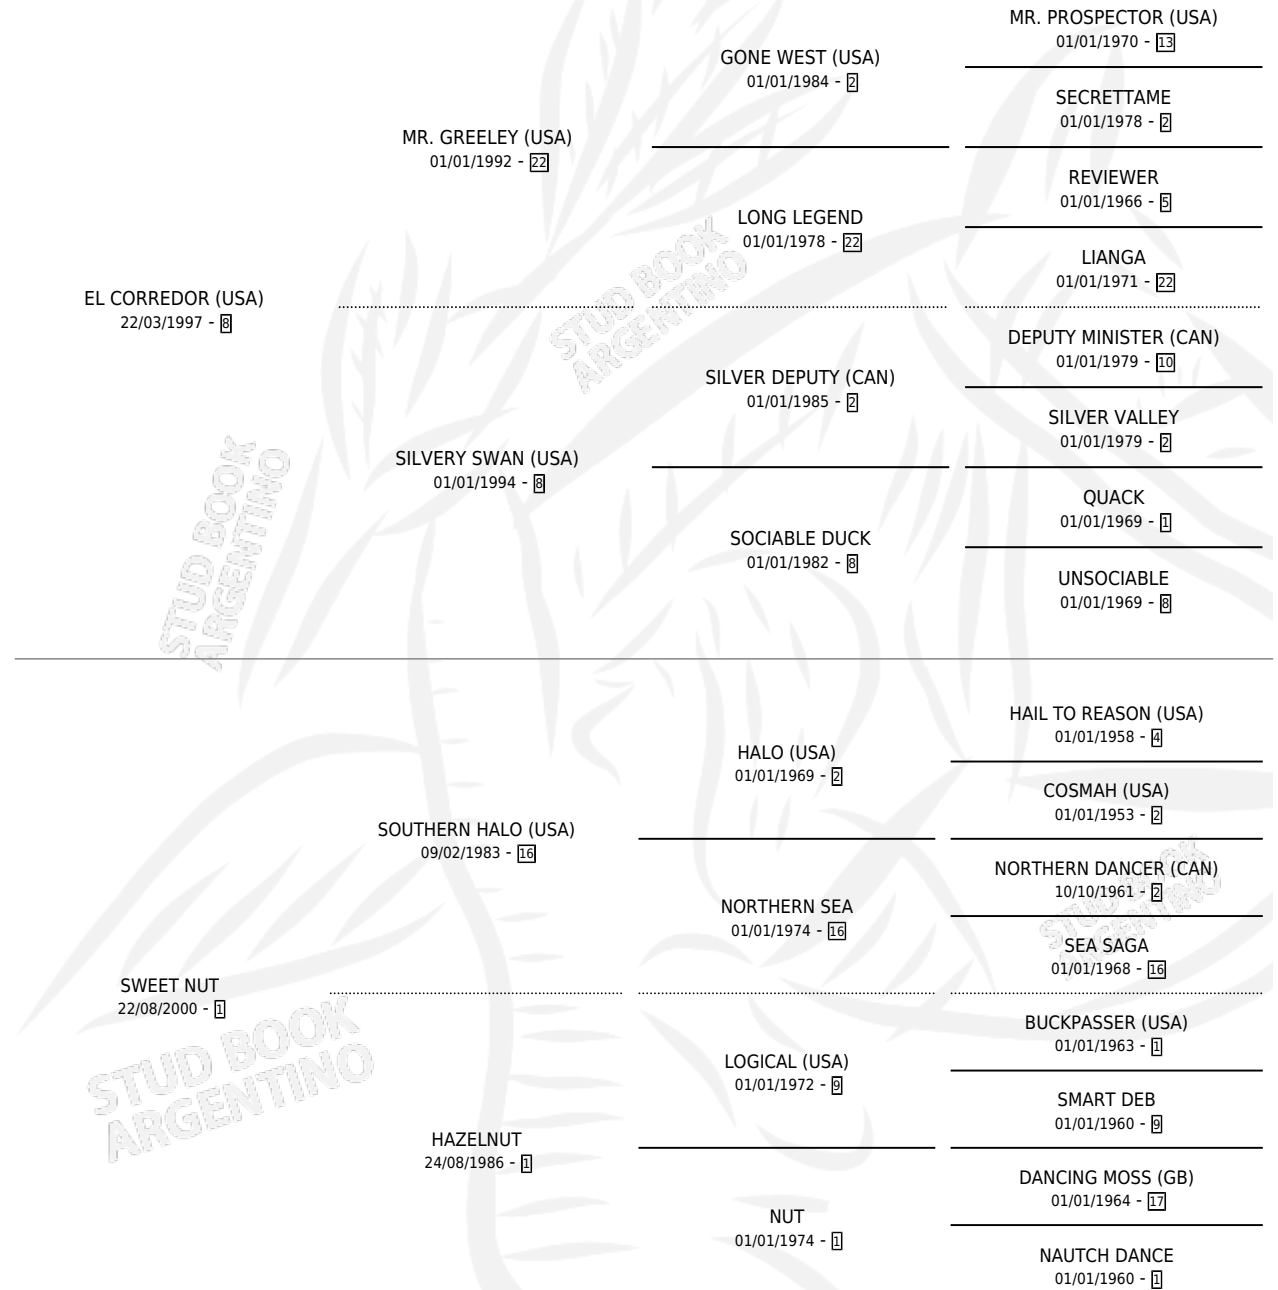 MR. PROSPECTOR (USA)
01/01/1970 - 13
GONE WEST (USA)
01/01/1984 - 2
SECRETTAME
01/01/1978 - 2
MR. GREELEY (USA)
01/01/1992 - 22
REVIEWER
01/01/1966 - 5
LONG LEGEND
01/01/1978 - 22
LIANGA
01/01/1971 - 22
EL CORREDOR (USA)
22/03/1997 - 8
STUD BOOK
ARGENTINO
DEPUTY MINISTER (CAN)
01/01/1979 - 10
SILVER DEPUTY (CAN)
01/01/1985 - 2
SILVER VALLEY
01/01/1979 - 2
SILVERY SWAN (USA)
01/01/1994 - 8
QUACK
01/01/1969 - 1
SOCIABLE DUCK
01/01/1982 - 8
UNSOCIABLE
01/01/1969 - 8
STUD BOOK
ARGENTINO
HAIL TO REASON (USA)
01/01/1958 - 4
HALO (USA)
01/01/1969 - 2
COSMAH (USA)
01/01/1953 - 2
SOUTHERN HALO (USA)
09/02/1983 - 16
NORTHERN DANCER (CAN)
10/10/1961 - 2
NORTHERN SEA
01/01/1974 - 16
SEA SAGA
01/01/1968 - 16
STUD BOOK
ARGENTINO
SWEET NUT
22/08/2000 - 1
BUCKPASSER (USA)
01/01/1963 - 1
LOGICAL (USA)
01/01/1972 - 9
SMART DEB
01/01/1960 - 9
STUD BOOK
ARGENTINO
HAZELNUT
24/08/1986 - 1
DANCING MOSS (GB)
01/01/1964 - 17
NUT
01/01/1974 - 1
NAUTCH DANCE
01/01/1960 - 1